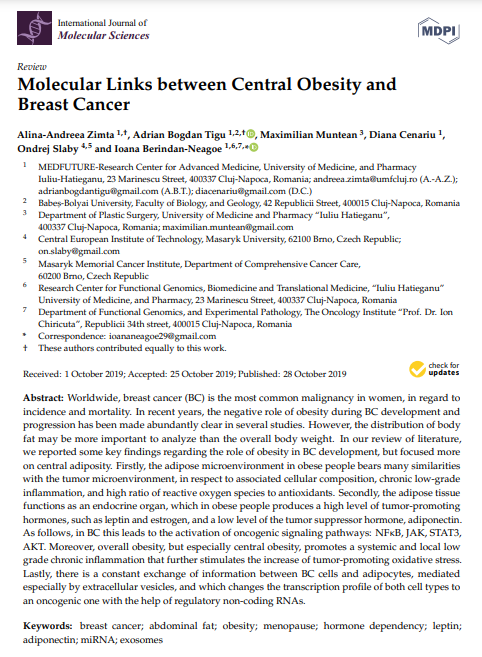 International Journal of
Molecular Sciences
MDPI
Review
Molecular Links between Central Obesity and
Breast Cancer
Alina-Andreea Zimta 1,†, Adrian Bogdan Tigu 1,2,†, Maximilian Muntean 3, Diana Cenariu 1,
Ondrej Slaby 4,5 and Ioana Berindan-Neagoe 1,6,7,*
1 MEDFUTURE-Research Center for Advanced Medicine, University of Medicine, and Pharmacy
Iuliu-Hatieganu, 23 Marinescu Street, 400337 Cluj-Napoca, Romania; andreea.zimta@umfcluj.ro (A.-A.Z.);
adrianbogdantigu@gmail.com (A.B.T.); diacenariu@gmail.com (D.C.)
2 Babeş-Bolyai University, Faculty of Biology, and Geology, 42 Republicii Street, 400015 Cluj-Napoca, Romania
3 Department of Plastic Surgery, University of Medicine and Pharmacy "Iuliu Hatieganu",
400337 Cluj-Napoca, Romania; maximilian.muntean@gmail.com
4 Central European Institute of Technology, Masaryk University, 62100 Brno, Czech Republic;
on.slaby@gmail.com
5 Masaryk Memorial Cancer Institute, Department of Comprehensive Cancer Care,
60200 Brno, Czech Republic
6 Research Center for Functional Genomics, Biomedicine and Translational Medicine, "Iuliu Hatieganu"
University of Medicine, and Pharmacy, 23 Marinescu Street, 400337 Cluj-Napoca, Romania
7 Department of Functional Genomics, and Experimental Pathology, The Oncology Institute "Prof. Dr. Ion
Chiricuta", Republicii 34th street, 400015 Cluj-Napoca, Romania
* Correspondence: ioananeagoe29@gmail.com
† These authors contributed equally to this work.
Received: 1 October 2019; Accepted: 25 October 2019; Published: 28 October 2019
check for
updates
Abstract: Worldwide, breast cancer (BC) is the most common malignancy in women, in regard to
incidence and mortality. In recent years, the negative role of obesity during BC development and
progression has been made abundantly clear in several studies. However, the distribution of body
fat may be more important to analyze than the overall body weight. In our review of literature,
we reported some key findings regarding the role of obesity in BC development, but focused more
on central adiposity. Firstly, the adipose microenvironment in obese people bears many similarities
with the tumor microenvironment, in respect to associated cellular composition, chronic low-grade
inflammation, and high ratio of reactive oxygen species to antioxidants. Secondly, the adipose tissue
functions as an endocrine organ, which in obese people produces a high level of tumor-promoting
hormones, such as leptin and estrogen, and a low level of the tumor suppressor hormone, adiponectin.
As follows, in BC this leads to the activation of oncogenic signaling pathways: NFκB, JAK, STAT3,
AKT. Moreover, overall obesity, but especially central obesity, promotes a systemic and local low
grade chronic inflammation that further stimulates the increase of tumor-promoting oxidative stress.
Lastly, there is a constant exchange of information between BC cells and adipocytes, mediated
especially by extracellular vesicles, and which changes the transcription profile of both cell types to
an oncogenic one with the help of regulatory non-coding RNAs.
Keywords: breast cancer; abdominal fat; obesity; menopause; hormone dependency; leptin;
adiponectin; miRNA; exosomes